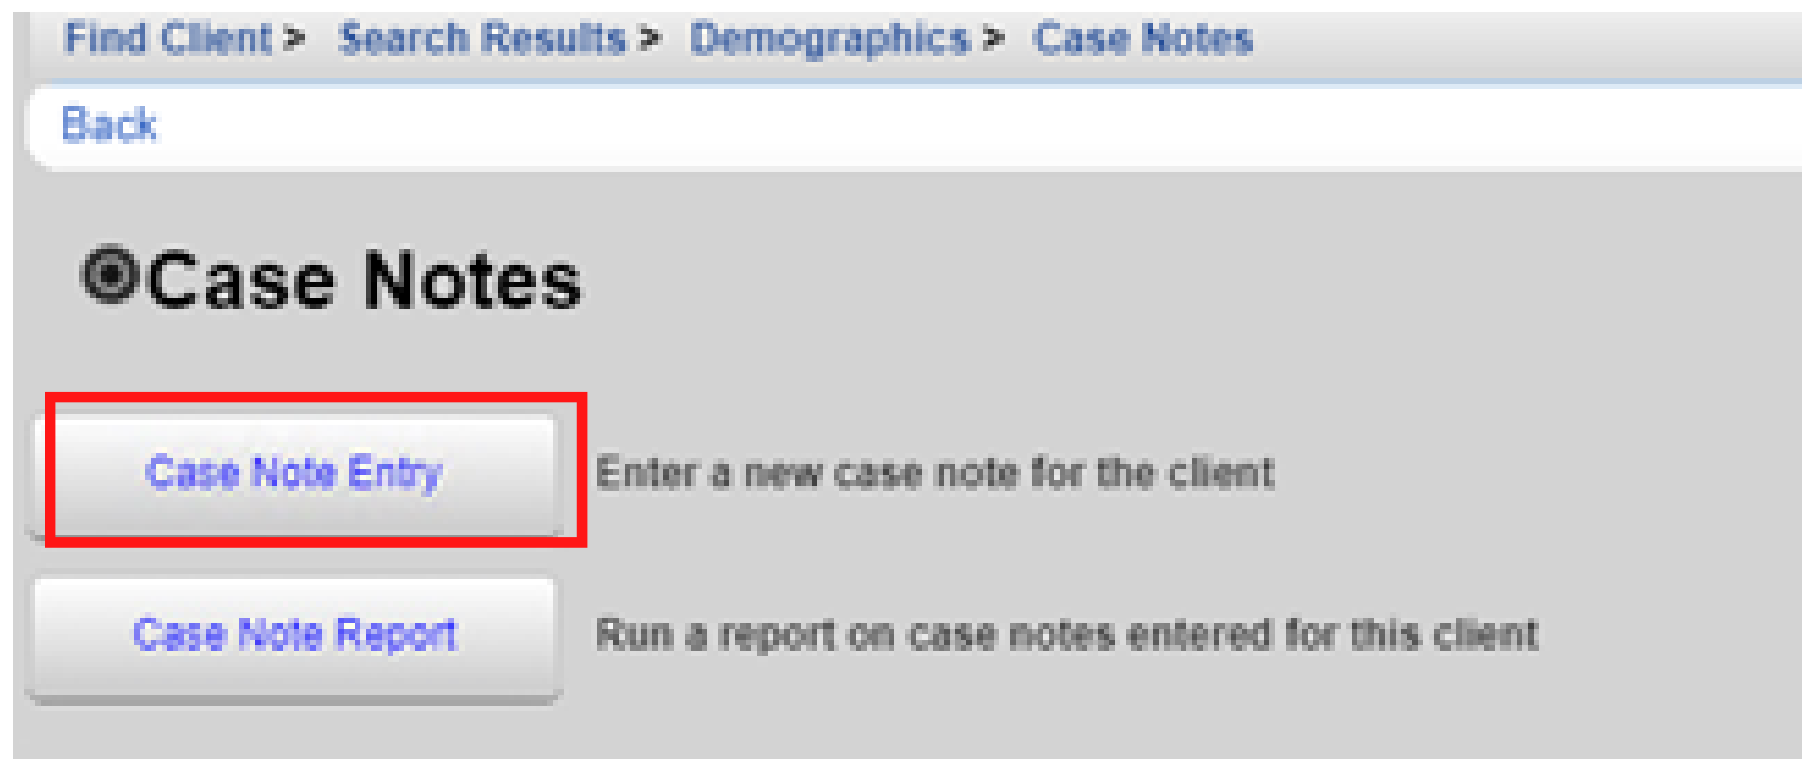 Find Client > Search Results > Demographics > Case Notes
Back
Case Notes
Case Note Entry Enter a new case note for the client
Case Note Report Run a report on case notes entered for this client